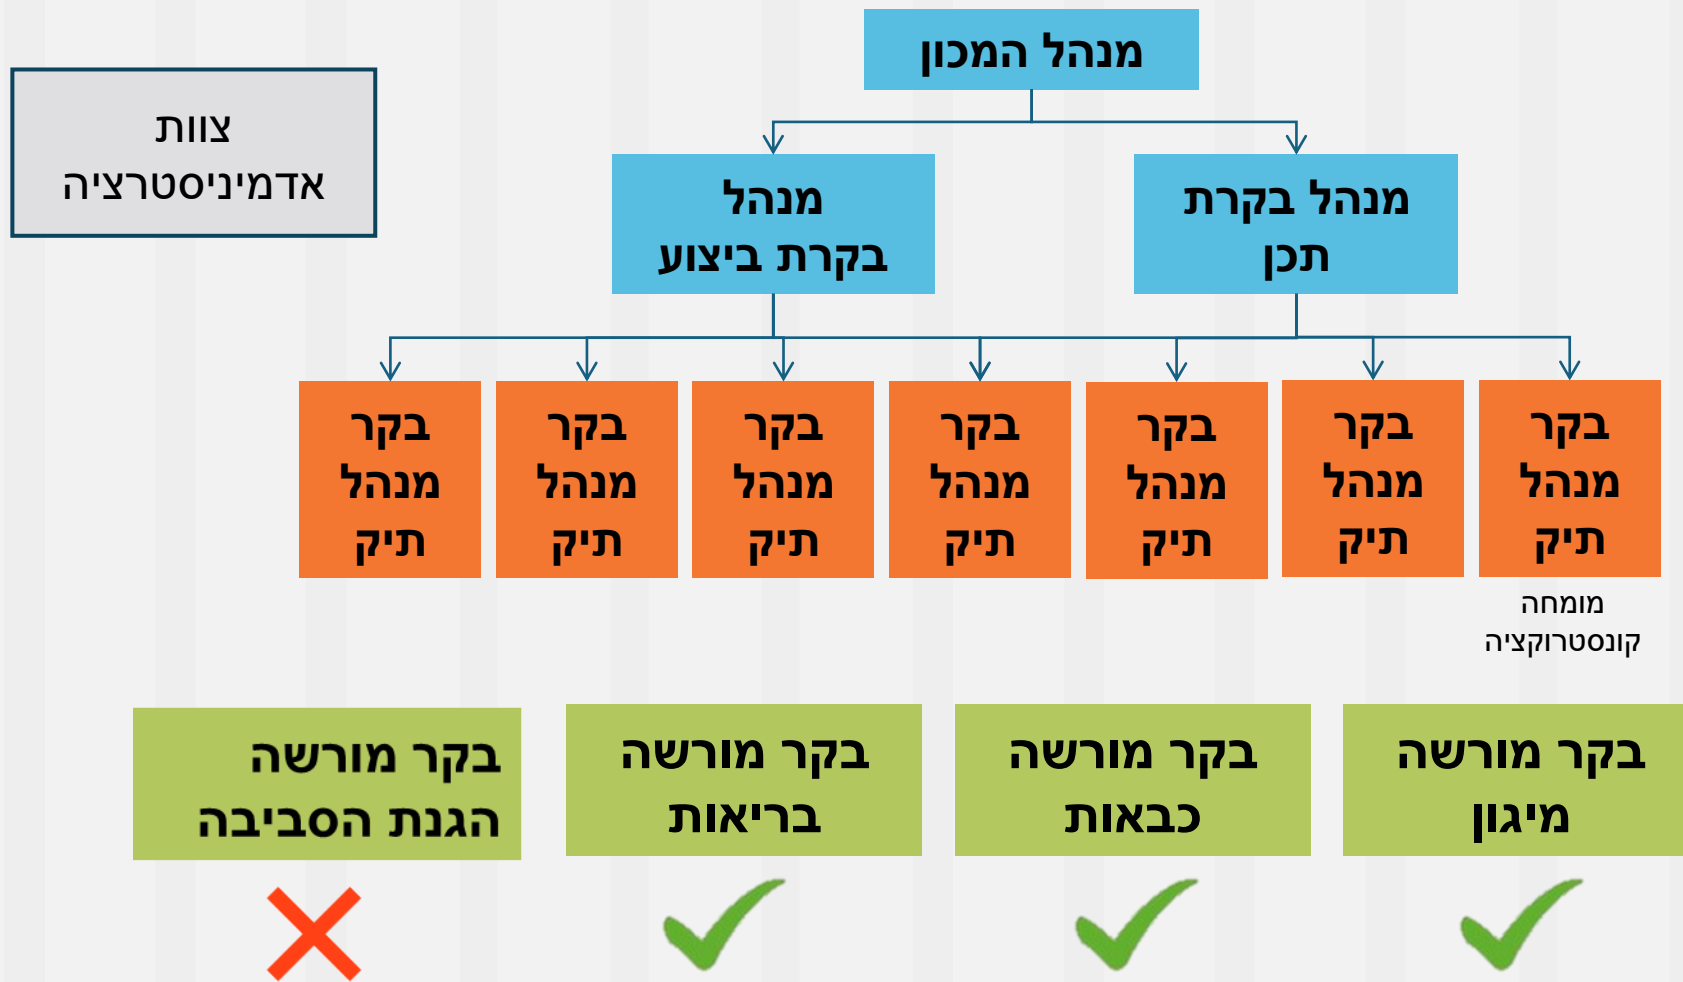 מנהל המכון
צוות
אדמיניסטרציה
מנהל בקרת
תכן
מנהל
בקרת ביצוע
בקר
מנהל
תיק
מומחה
קונסטרוקציה
בקר
מנהל
תיק
בקר
מנהל
תיק
בקר
מנהל
תיק
בקר
מנהל
תיק
בקר
מנהל
תיק
בקר
מנהל
תיק
בקר מורשה
מיגון
בקר מורשה
כבאות
בקר מורשה
בריאות
בקר מורשה
הגנת הסביבה